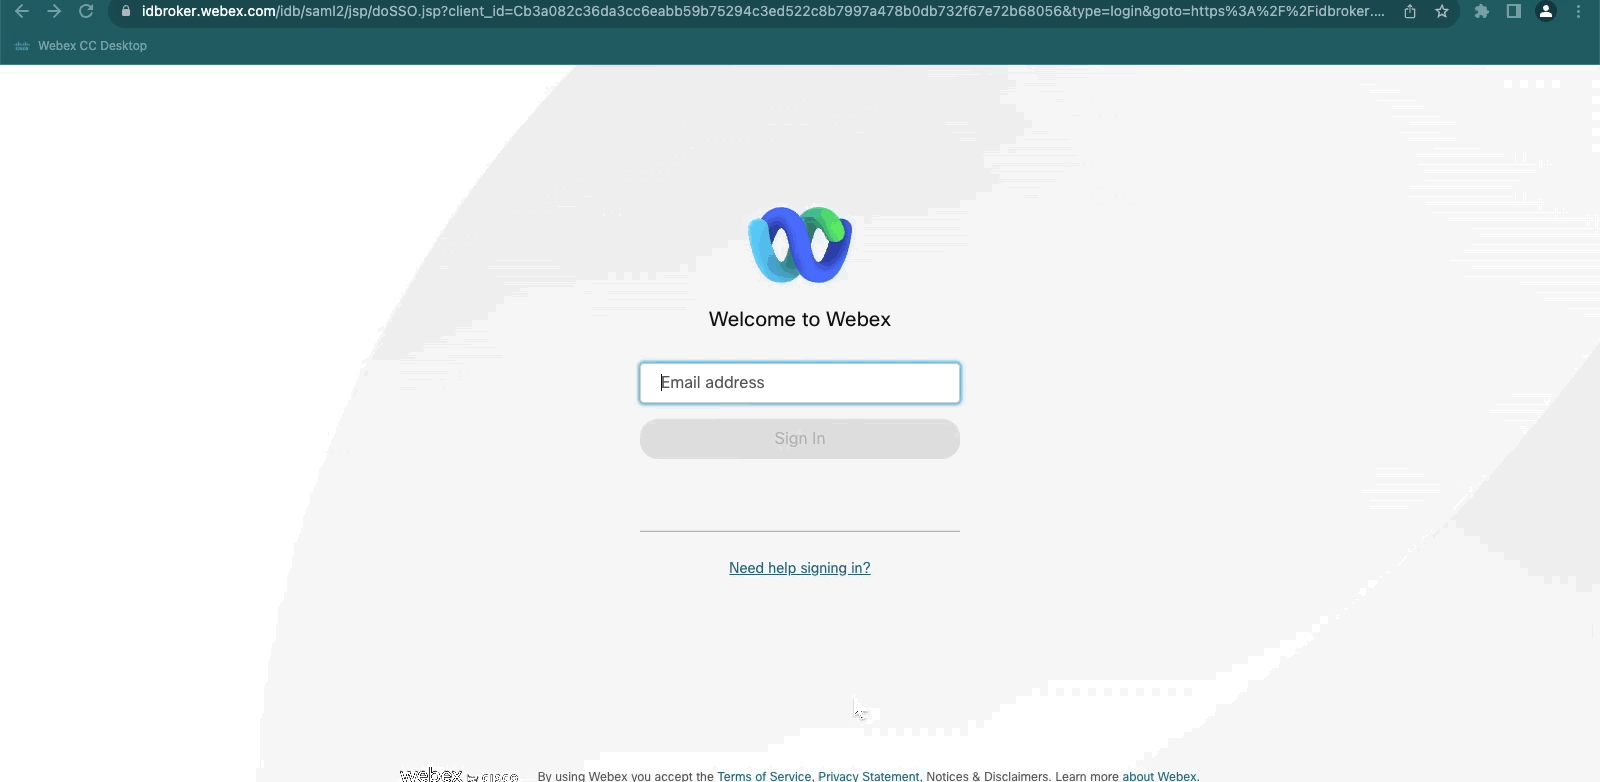 idbroker.webex.com/idb/saml2/jsp/doSSO.jsp?client_id=Cb3a082c36da3cc6eabb59b75294c3ed522c8b7997a478b0db732f67e72b68056&type=login&goto=https%3A%2F%2Fidbroker....
Webex CC Desktop
Welcome to Webex
Email address
Sign In
Need help signing in?
webex by CISCO By using Webex you accept the Terms of Service, Privacy Statement, Notices & Disclaimers. Learn more about Webex.